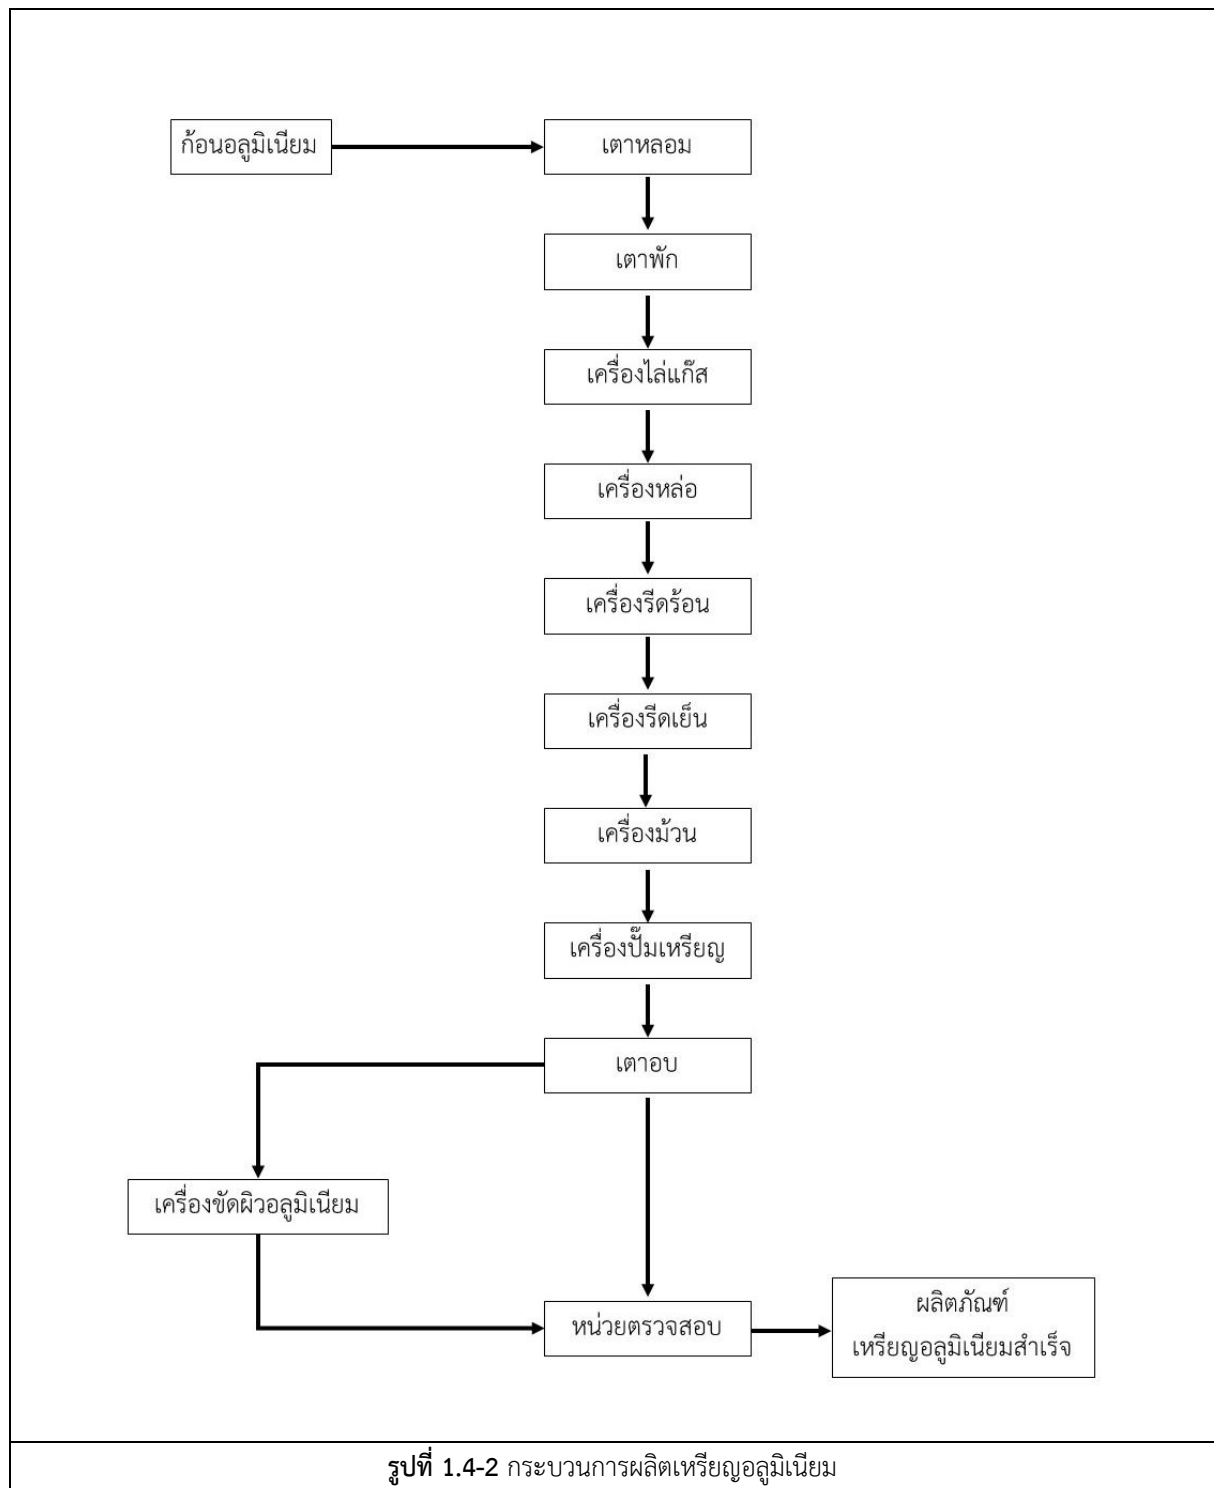 ก้อนอลูมิเนียม
เตาหลอม
เตาพัก
เครื่องไล่แก๊ส
เครื่องหล่อ
เครื่องรีดร้อน
เครื่องรีดเย็น
เครื่องม้วน
เครื่องปั๊มเหรียญ
เตาอบ
เครื่องขัดผิวอลูมิเนียม
หน่วยตรวจสอบ
ผลิตภัณฑ์
เหรียญอลูมิเนียมสำเร็จ
รูปที่ 1.4-2 กระบวนการผลิตเหรียญอลูมิเนียม